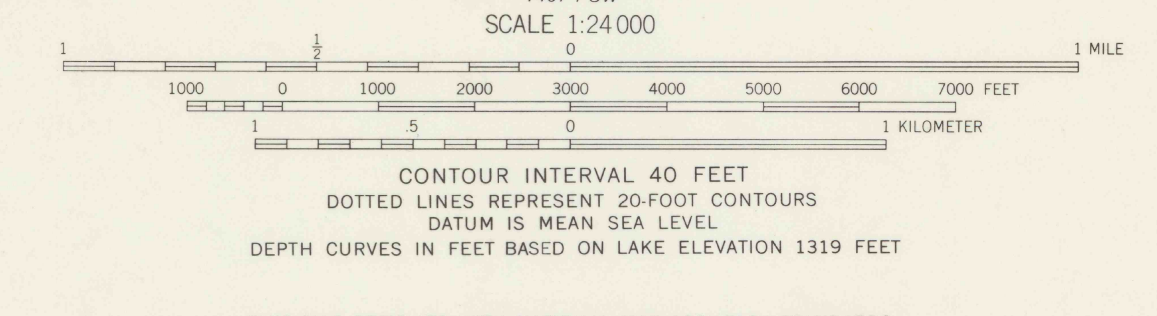 SCALE 1:24 000
1 ½ 0 1 MILE
1000 0 1000 2000 3000 4000 5000 6000 7000 FEET
1 .5 0 1 KILOMETER
CONTOUR INTERVAL 40 FEET
DOTTED LINES REPRESENT 20-FOOT CONTOURS
DATUM IS MEAN SEA LEVEL
DEPTH CURVES IN FEET BASED ON LAKE ELEVATION 1319 FEET